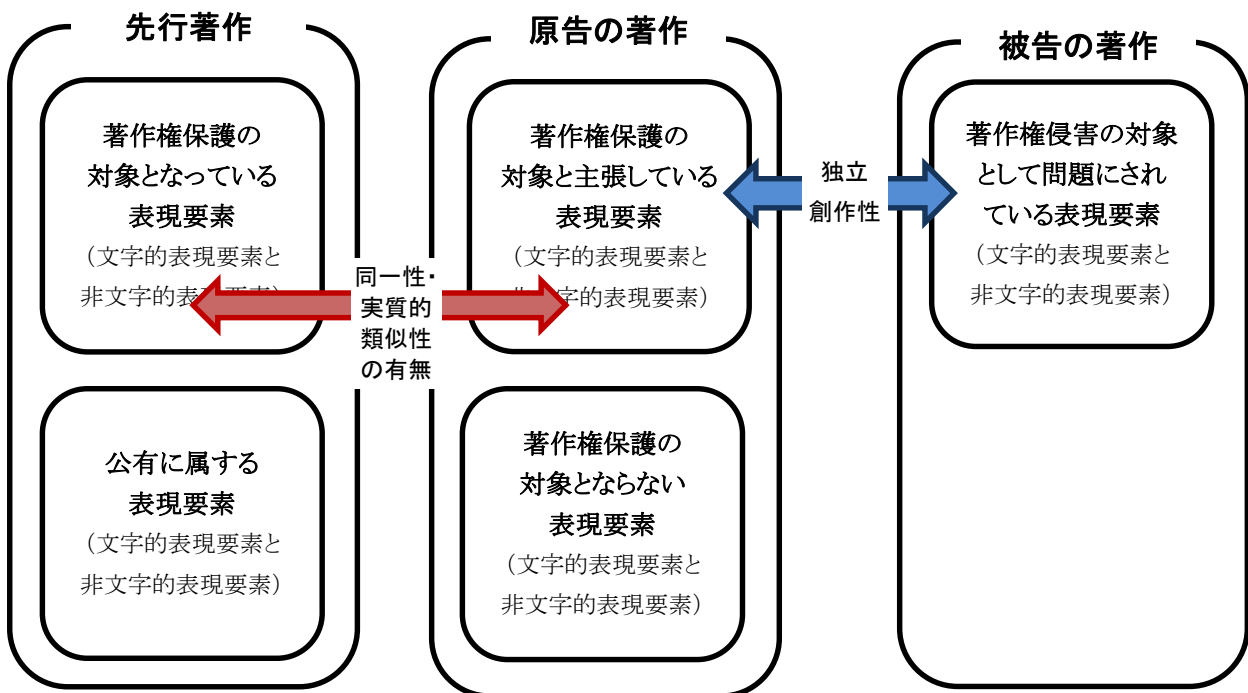 先行著作
著作権保護の
対象となっている
表現要素
（文字的表現要素と
非文字的表現要素）
公有に属する
表現要素
（文字的表現要素と
非文字的表現要素）
同一性・
実質的
類似性
の有無
原告の著作
著作権保護の
対象と主張している
表現要素
（文字的表現要素と
非文字的表現要素）
著作権保護の
対象とならない
表現要素
（文字的表現要素と
非文字的表現要素）
独立
創作性
被告の著作
著作権侵害の対象
として問題にされ
ている表現要素
（文字的表現要素と
非文字的表現要素）